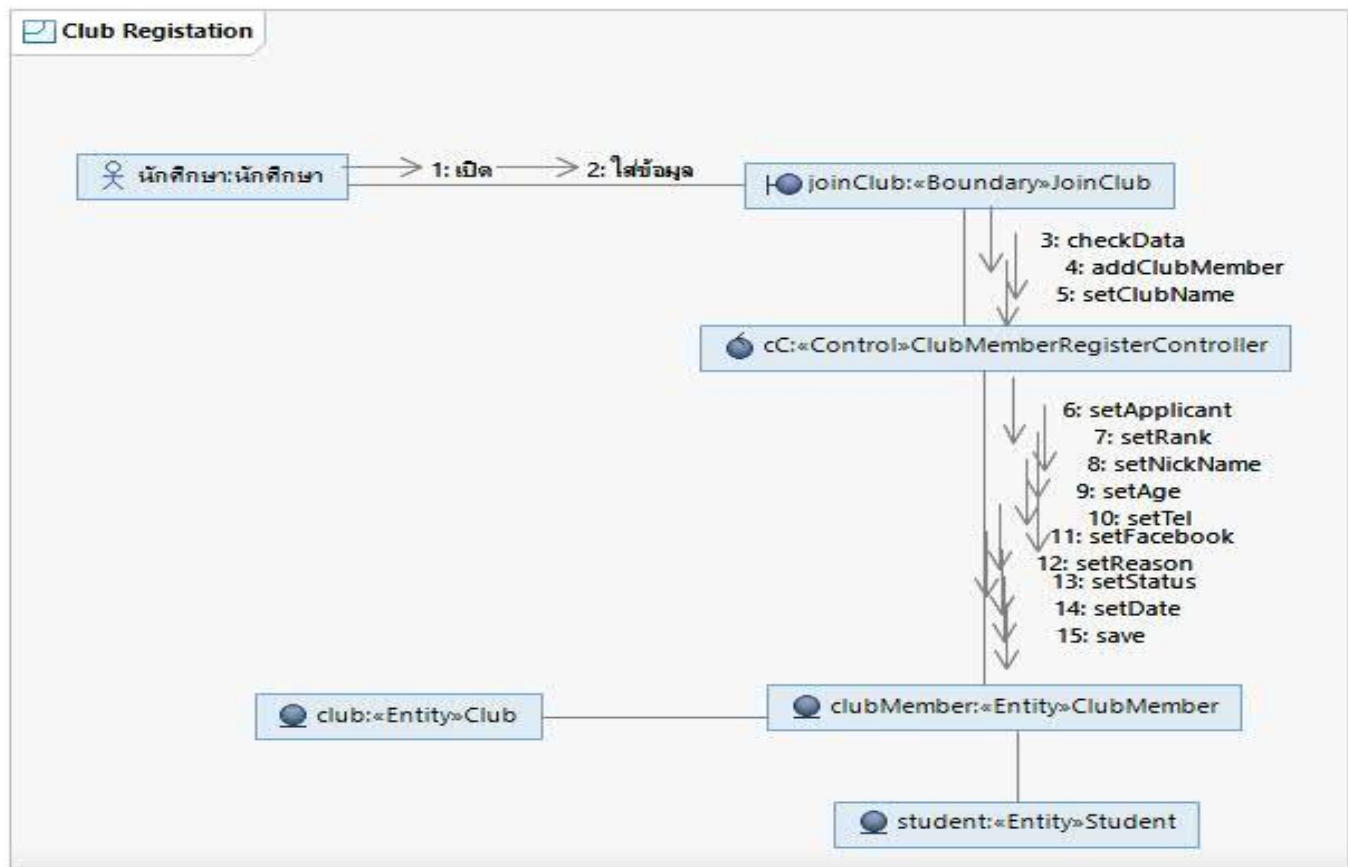 Club Registation
นักศึกษา:นักศึกษา
1: เปิด
2: ใส่ข้อมูล
joinClub:«Boundary»JoinClub
3: checkData
4: addClubMember
5: setClubName
cC:«Control»ClubMemberRegisterController
6: setApplicant
7: setRank
8: setNickName
9: setAge
10: setTel
11: setFacebook
12: setReason
13: setStatus
14: setDate
15: save
club:«Entity»Club
clubMember:«Entity»ClubMember
student:«Entity»Student